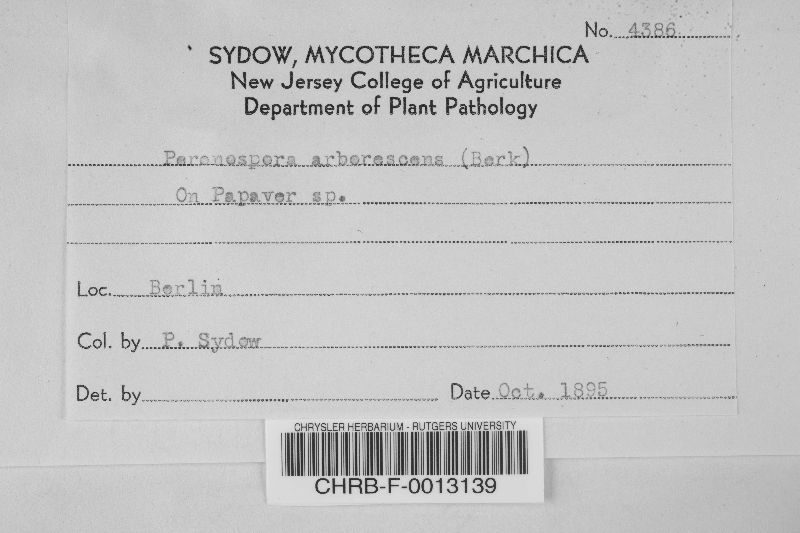 No. 4386
SYDOW, MYCOTHECA MARCHICA
New Jersey College of Agriculture
Department of Plant Pathology
Peronospora arborescens (Berk)
On Papaver sp.
Loc. Berlin
Col. by P. Sydow
Det. by
Date Oct. 1895
CHRYSLER HERBARIUM - RUTGERS UNIVERSITY
CHRB-F-0013139